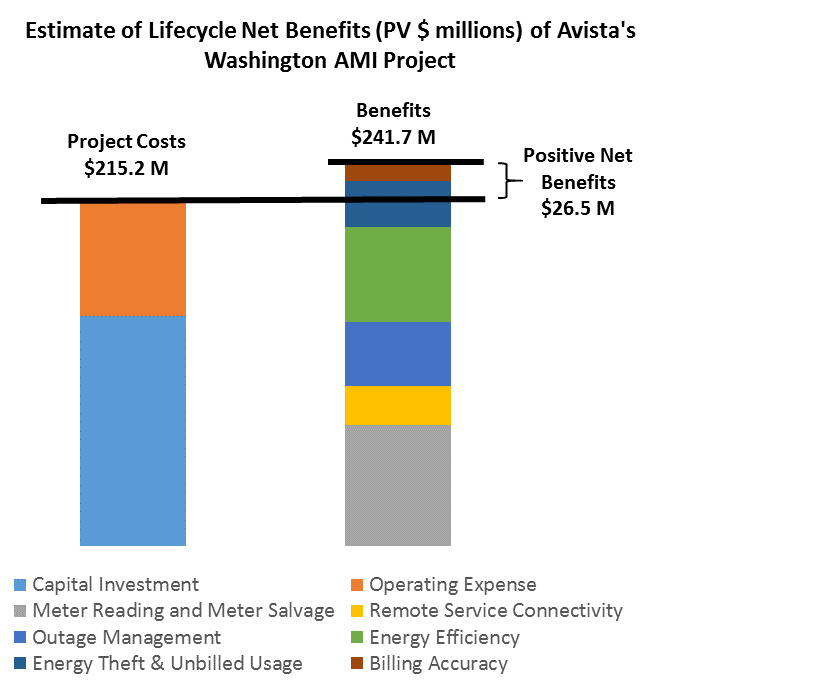 Estimate of Lifecycle Net Benefits (PV $ millions) of Avista's
Washington AMI Project
Project Costs
$215.2 M
Benefits
$241.7 M
Positive Net
Benefits
$26.5 M
Capital Investment
Operating Expense
Meter Reading and Meter Salvage
Remote Service Connectivity
Outage Management
Energy Efficiency
Energy Theft & Unbilled Usage
Billing Accuracy